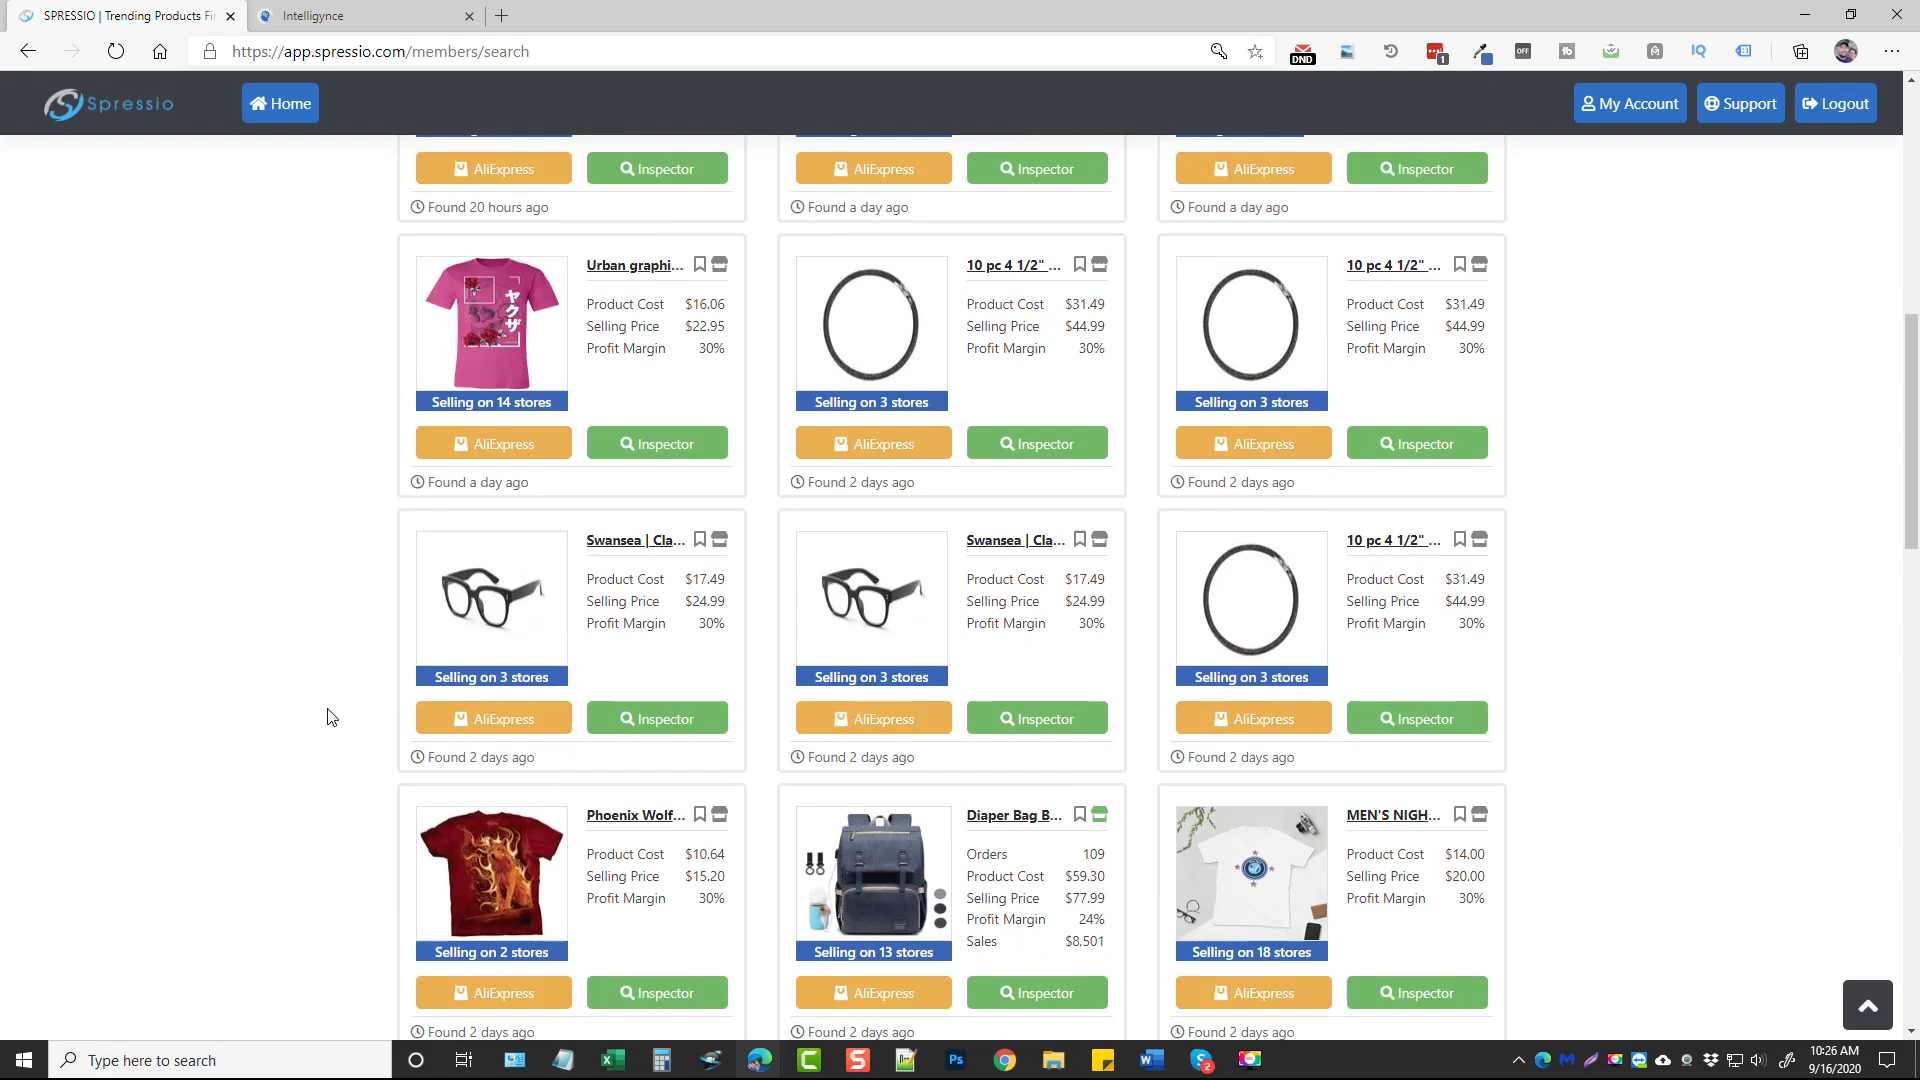 SPRESSIO | Trending Products Fi
Intelligynce
https://app.spressio.com/members/search
DND
1
OFF
IQ
Spressio
Home
My Account
Support
Logout
AliExpress
Inspector
AliExpress
Inspector
AliExpress
Inspector
Found 20 hours ago
Found a day ago
Found a day ago
Urban graphi...
Product Cost $16.06
Selling Price $22.95
Profit Margin 30%
ヤクザ
Selling on 14 stores
AliExpress
Inspector
Found a day ago
10 pc 4 1/2" ...
Product Cost $31.49
Selling Price $44.99
Profit Margin 30%
Selling on 3 stores
AliExpress
Inspector
Found 2 days ago
10 pc 4 1/2" ...
Product Cost $31.49
Selling Price $44.99
Profit Margin 30%
Selling on 3 stores
AliExpress
Inspector
Found 2 days ago
Swansea | Cla...
Product Cost $17.49
Selling Price $24.99
Profit Margin 30%
Selling on 3 stores
AliExpress
Inspector
Found 2 days ago
Swansea | Cla...
Product Cost $17.49
Selling Price $24.99
Profit Margin 30%
Selling on 3 stores
AliExpress
Inspector
Found 2 days ago
10 pc 4 1/2" ...
Product Cost $31.49
Selling Price $44.99
Profit Margin 30%
Selling on 3 stores
AliExpress
Inspector
Found 2 days ago
Phoenix Wolf...
Product Cost $10.64
Selling Price $15.20
Profit Margin 30%
Selling on 2 stores
AliExpress
Inspector
Found 2 days ago
Diaper Bag B...
Orders 109
Product Cost $59.30
Selling Price $77.99
Profit Margin 24%
Sales $8,501
Selling on 13 stores
AliExpress
Inspector
Found 2 days ago
MEN'S NIGH...
Product Cost $14.00
Selling Price $20.00
Profit Margin 30%
Selling on 18 stores
AliExpress
Inspector
Found 2 days ago
Type here to search
Ps
2
10:26 AM
9/16/2020